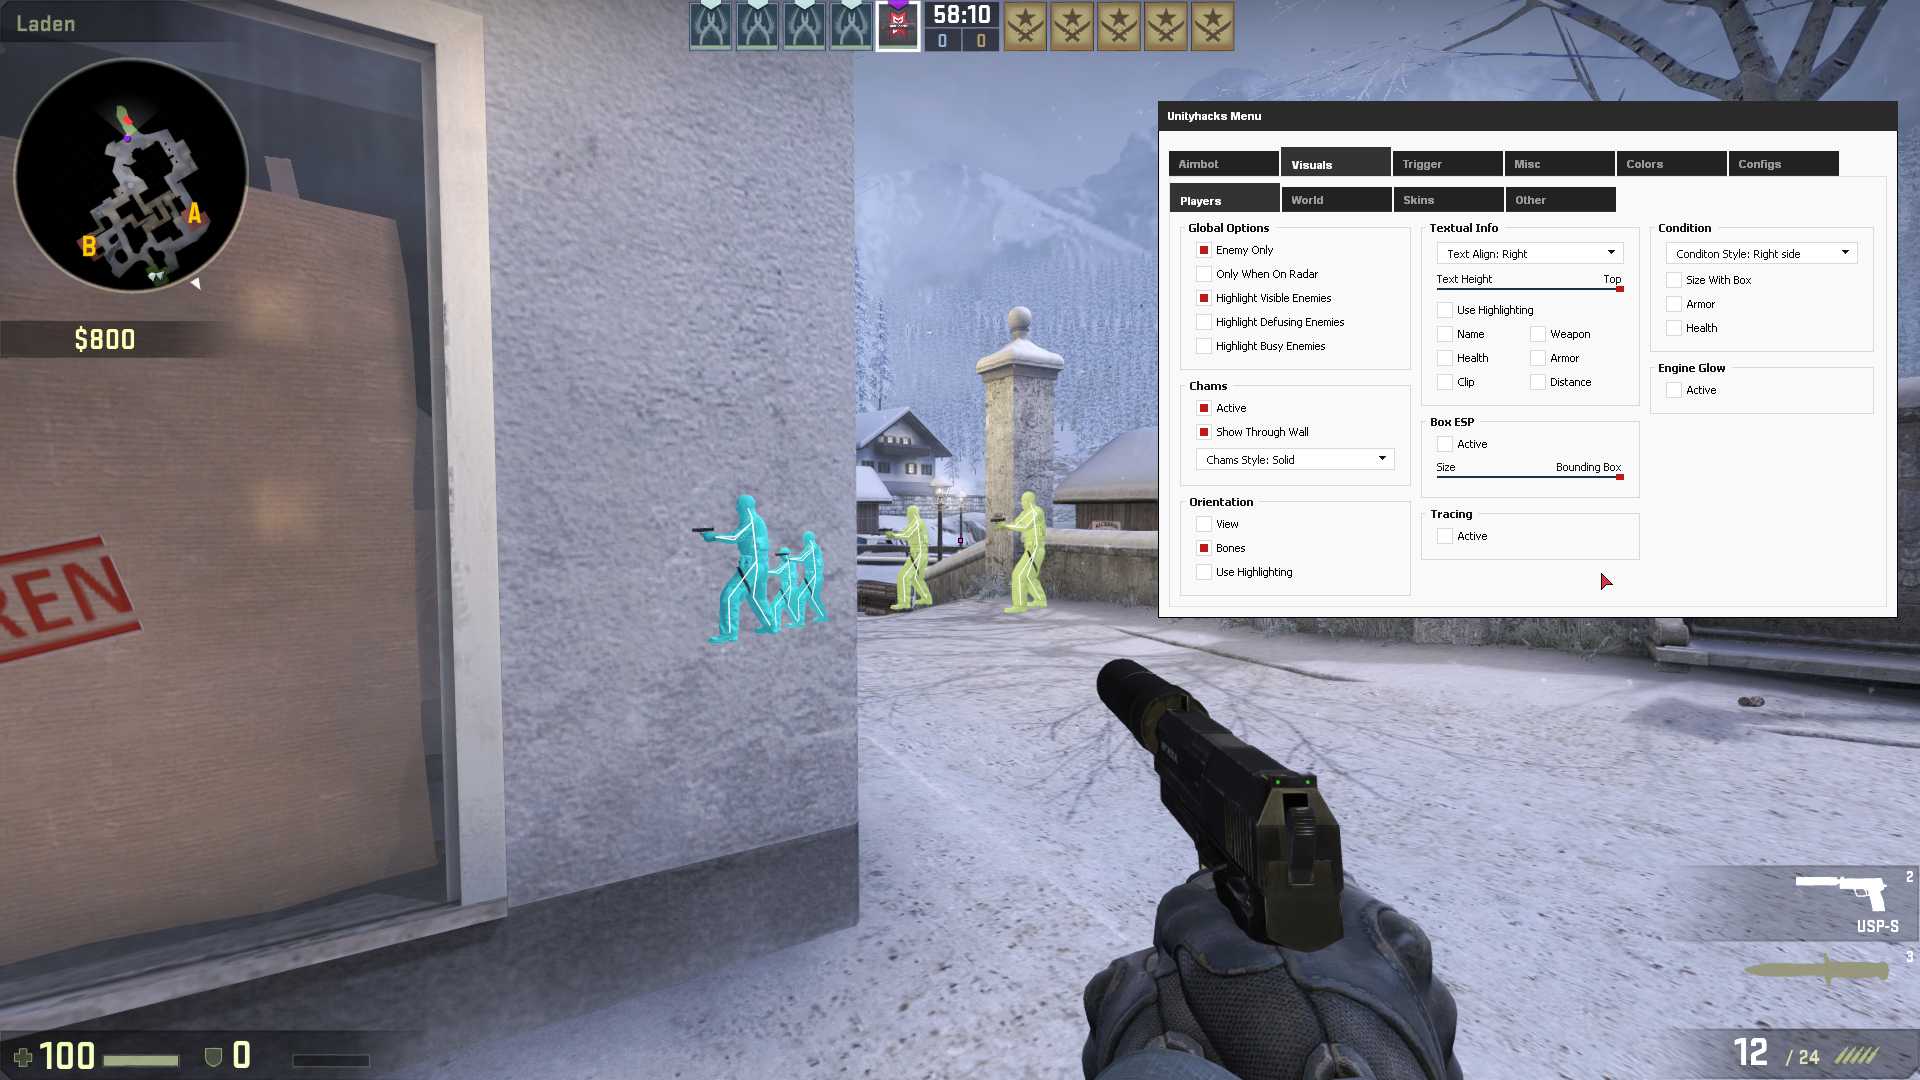 Laden
58:10
0 0
A
B
$800
REN
Unityhacks Menu
Aimbot Visuals Trigger Misc Colors Configs
Players World Skins Other
Global Options
Enemy Only
Only When On Radar
Highlight Visible Enemies
Highlight Defusing Enemies
Highlight Busy Enemies
Chams
Active
Show Through Wall
Chams Style: Solid
Orientation
View
Bones
Use Highlighting
Textual Info
Text Align: Right
Text Height Top
Use Highlighting
Name Weapon
Health Armor
Clip Distance
Box ESP
Active
Size Bounding Box
Tracing
Active
Condition
Conditon Style: Right side
Size With Box
Armor
Health
Engine Glow
Active
2
USP-S
3
100 0
12 / 24